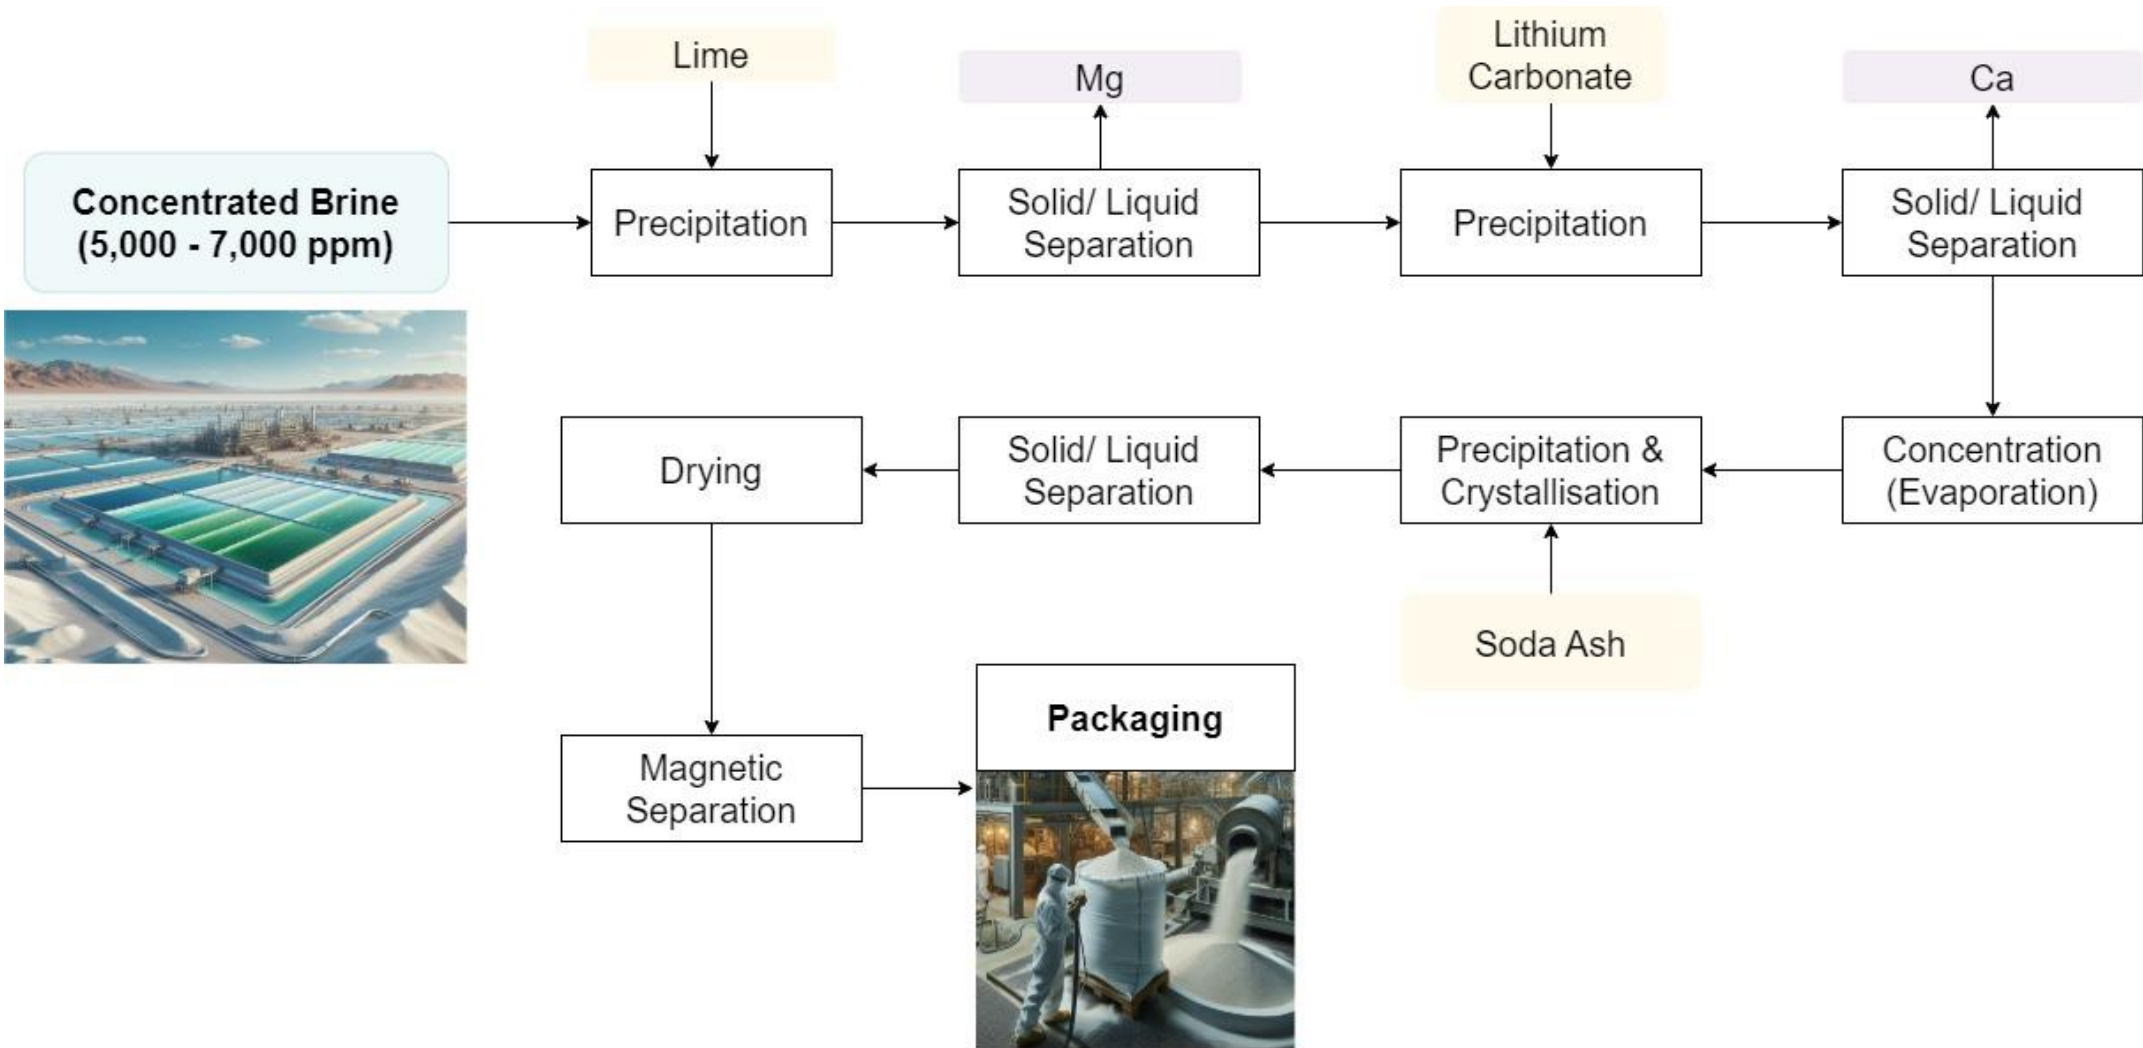 Lime
Mg
Lithium
Carbonate
Ca
Concentrated Brine
(5,000 - 7,000 ppm)
Precipitation
Solid/ Liquid
Separation
Precipitation
Solid/ Liquid
Separation
Drying
Solid/ Liquid
Separation
Precipitation &
Crystallisation
Concentration
(Evaporation)
Soda Ash
Magnetic
Separation
Packaging